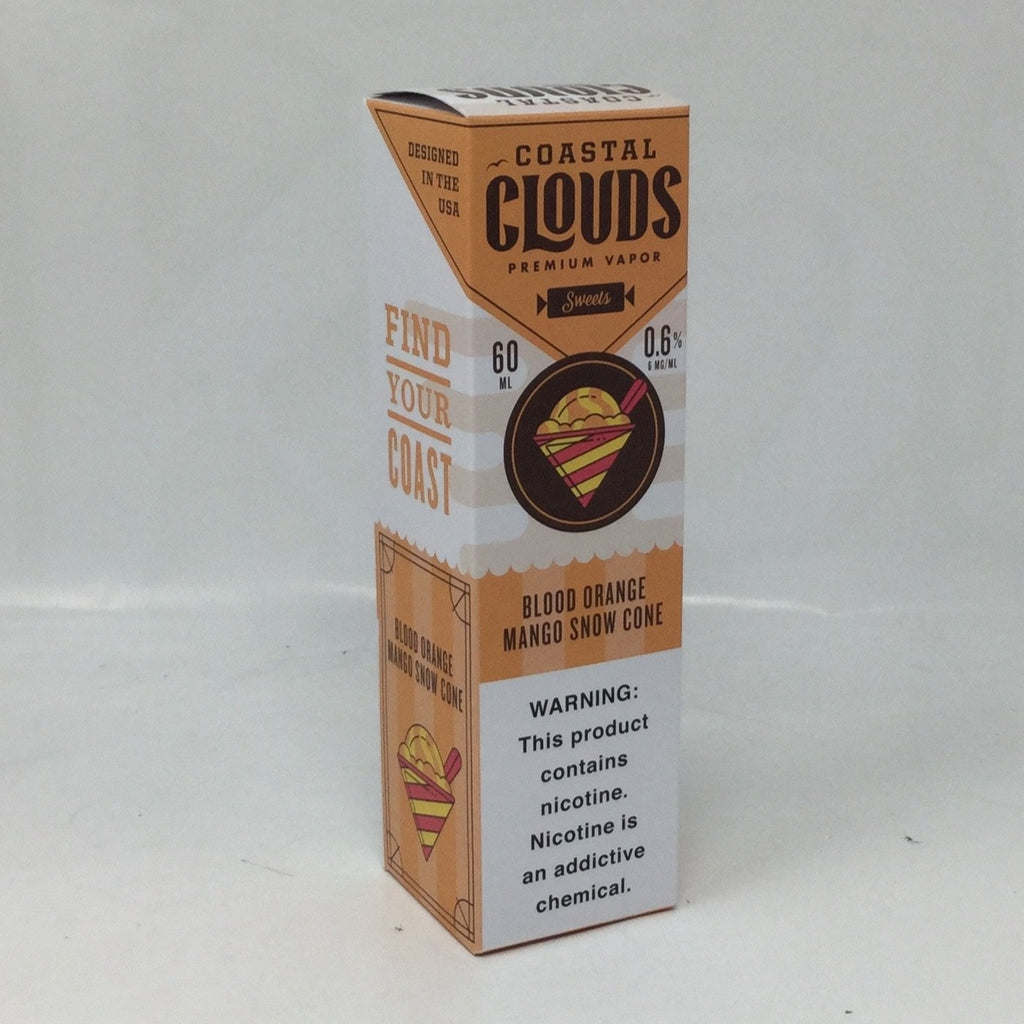 COASTAL
CLOUDS
DESIGNED
IN THE
USA
COASTAL
CLOUDS
PREMIUM VAPOR
Sweets
60
ML
0.6%
6 MG/ML
FIND
YOUR
COAST
BLOOD ORANGE
MANGO SNOW CONE
BLOOD ORANGE
MANGO SNOW CONE
WARNING:
This product
contains
nicotine.
Nicotine is
an addictive
chemical.